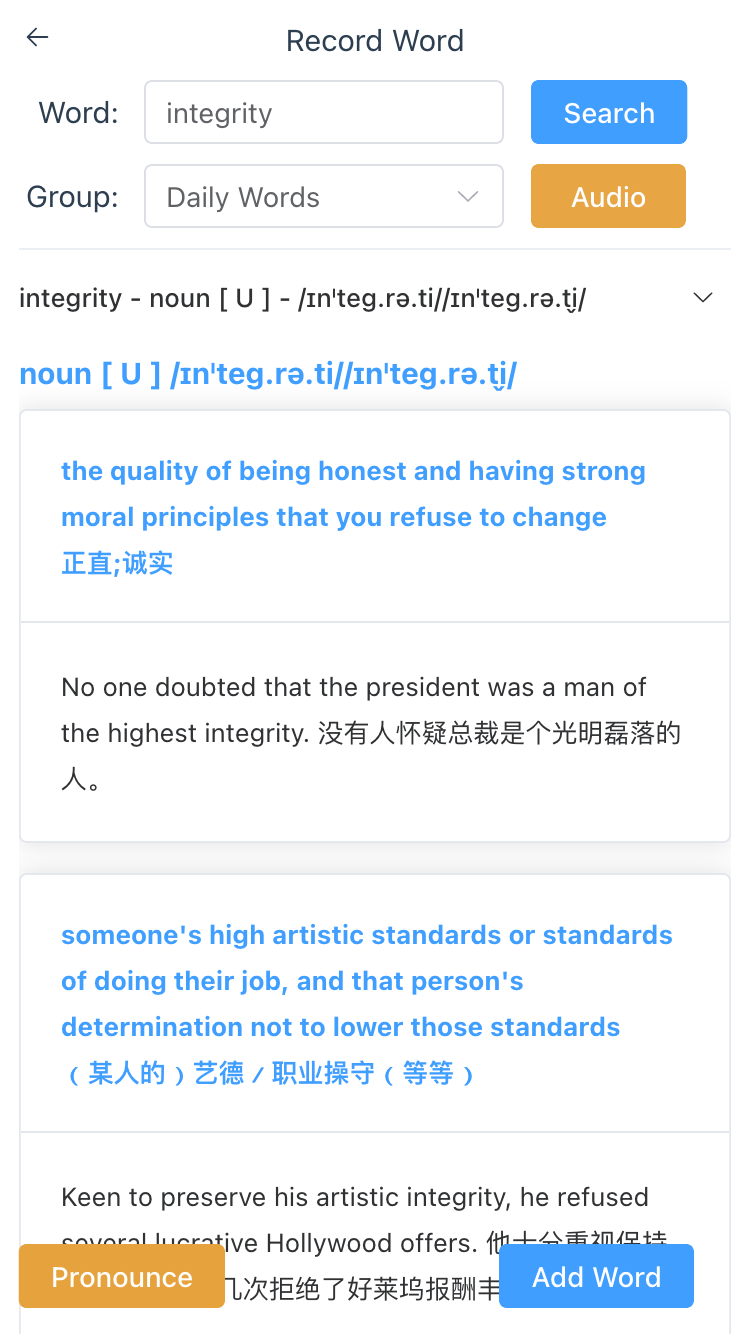 Record Word
Word: integrity Search
Group: Daily Words Audio
integrity - noun [ U ] - /ɪnˈteɡ.rə.ti//ɪnˈteɡ.rə.t̬i/
noun [ U ] /ɪnˈteɡ.rə.ti//ɪnˈteɡ.rə.t̬i/
the quality of being honest and having strong
moral principles that you refuse to change
正直;诚实
No one doubted that the president was a man of
the highest integrity. 没有人怀疑总裁是个光明磊落的
人。
someone's high artistic standards or standards
of doing their job, and that person's
determination not to lower those standards
（某人的）艺德／职业操守（等等）
Keen to preserve his artistic integrity, he refused
several lucrative Hollywood offers. 他十分重视保持
Pronounce 几次拒绝了好莱坞报酬丰 Add Word